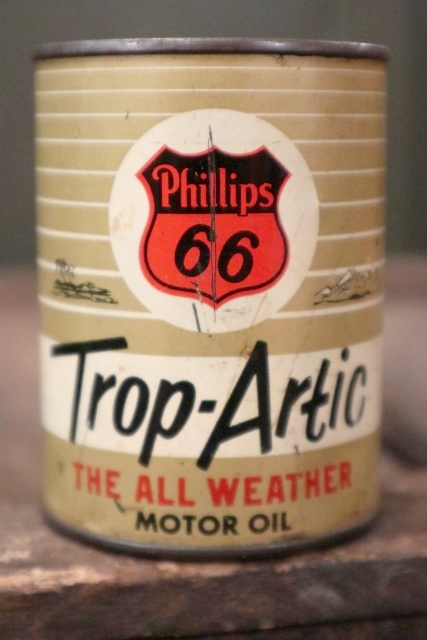 Phillips
66
Trop-Artic
THE ALL WEATHER
MOTOR OIL